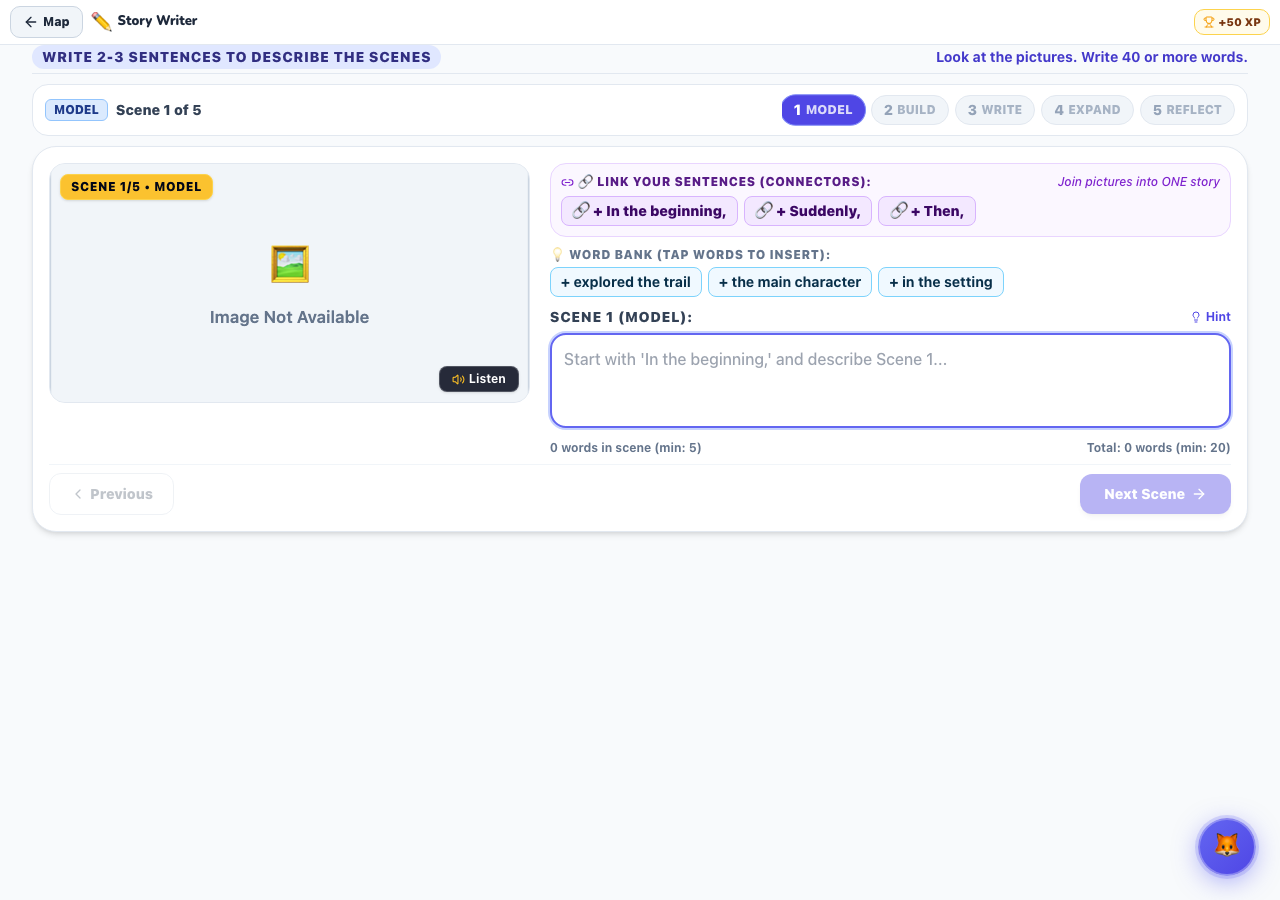 Map
Story Writer
+50 XP
WRITE 2-3 SENTENCES TO DESCRIBE THE SCENES
Look at the pictures. Write 40 or more words.
MODEL Scene 1 of 5
1 MODEL 2 BUILD 3 WRITE 4 EXPAND 5 REFLECT
SCENE 1/5 • MODEL
Image Not Available
Listen
LINK YOUR SENTENCES (CONNECTORS):
Join pictures into ONE story
+ In the beginning, + Suddenly, + Then,
WORD BANK (TAP WORDS TO INSERT):
+ explored the trail + the main character + in the setting
SCENE 1 (MODEL):
Hint
Start with 'In the beginning,' and describe Scene 1...
0 words in scene (min: 5)
Total: 0 words (min: 20)
Previous
Next Scene